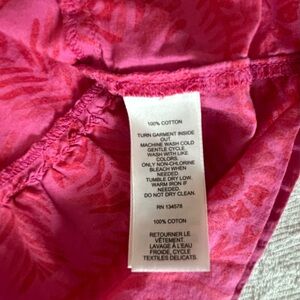 100% COTTON
TURN GARMENT INSIDE
OUT.
MACHINE WASH COLD
GENTLE CYCLE
WASH WITH LIKE
COLORS.
ONLY NON-CHLORINE
BLEACH WHEN
NEEDED.
TUMBLE DRY LOW.
WARM IRON IF
NEEDED.
DO NOT DRY CLEAN.
RN 134578
100% COTON
RETOURNER LE
VÊTEMENT.
LAVAGE À L'EAU
FROIDE, CYCLE
TEXTILES DELICATS.